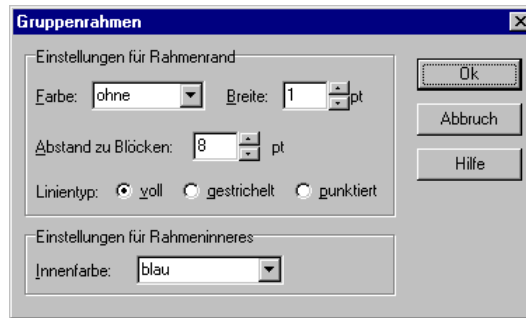 Gruppenrahmen
Einstellungen für Rahmenrand
Farbe: ohne Breite: 1 pt
Abstand zu Blöcken: 8 pt
Linientyp: voll gestrichelt punktiert
Einstellungen für Rahmeninneres
Innenfarbe: blau
Ok
Abbruch
Hilfe